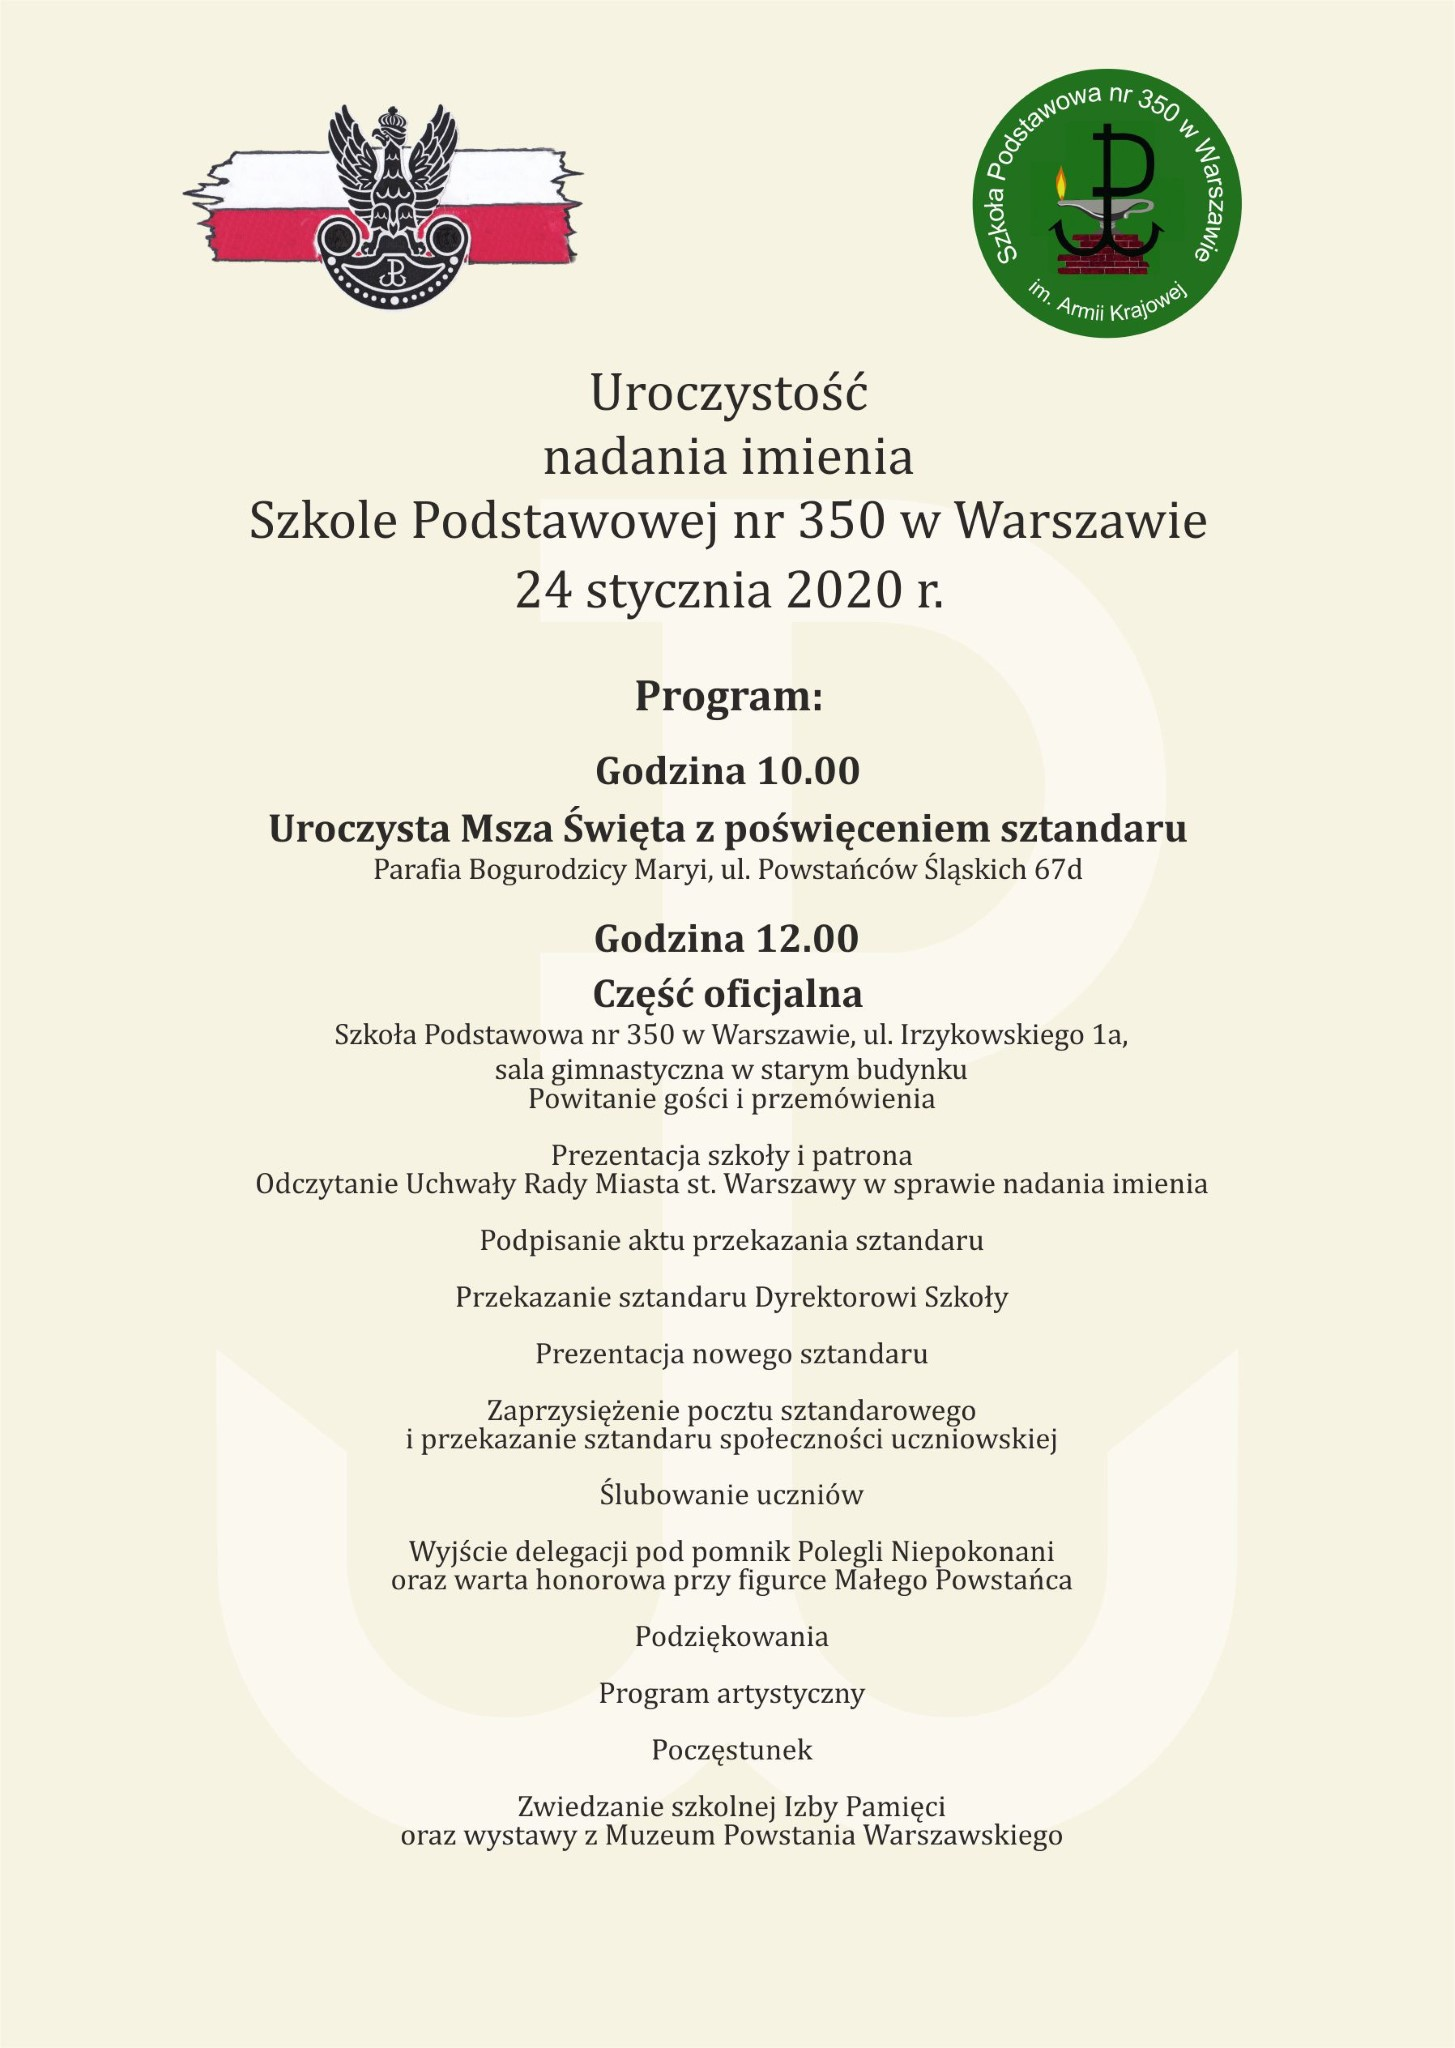 Szkoła Podstawowa nr 350 w Warszawie
im. Armii Krajowej
Uroczystość
nadania imienia
Szkole Podstawowej nr 350 w Warszawie
24 stycznia 2020 r.
Program:
Godzina 10.00
Uroczysta Msza Święta z poświęceniem sztandaru
Parafia Bogurodzicy Maryi, ul. Powstańców Śląskich 67d
Godzina 12.00
Część oficjalna
Szkoła Podstawowa nr 350 w Warszawie, ul. Irzykowskiego 1a,
sala gimnastyczna w starym budynku
Powitanie gości i przemówienia
Prezentacja szkoły i patrona
Odczytanie Uchwały Rady Miasta st. Warszawy w sprawie nadania imienia
Podpisanie aktu przekazania sztandaru
Przekazanie sztandaru Dyrektorowi Szkoły
Prezentacja nowego sztandaru
Zaprzysiężenie pocztu sztandarowego
i przekazanie sztandaru społeczności uczniowskiej
Ślubowanie uczniów
Wyjście delegacji pod pomnik Polegli Niepokonani
oraz warta honorowa przy figurce Małego Powstańca
Podziękowania
Program artystyczny
Poczęstunek
Zwiedzanie szkolnej Izby Pamięci
oraz wystawy z Muzeum Powstania Warszawskiego